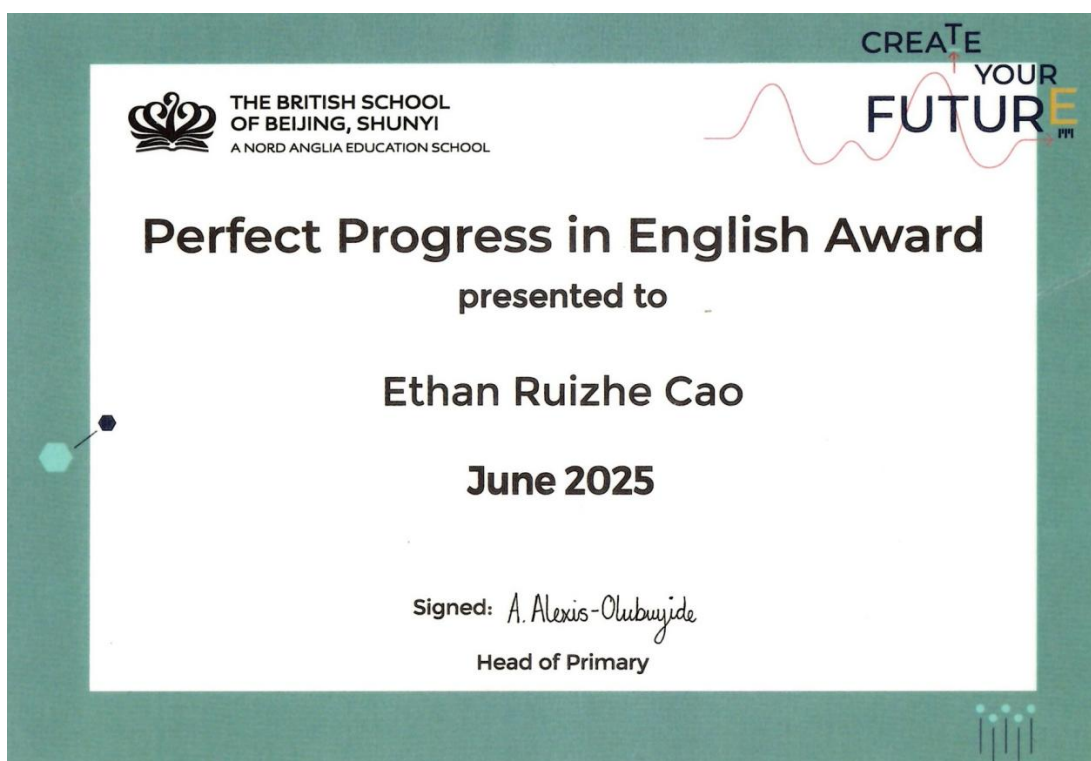 CREATE
YOUR
FUTURE
THE BRITISH SCHOOL
OF BEIJING, SHUNYI
A NORD ANGLIA EDUCATION SCHOOL
Perfect Progress in English Award
presented to
Ethan Ruizhe Cao
June 2025
Signed: A. Alexis-Olubuyide
Head of Primary